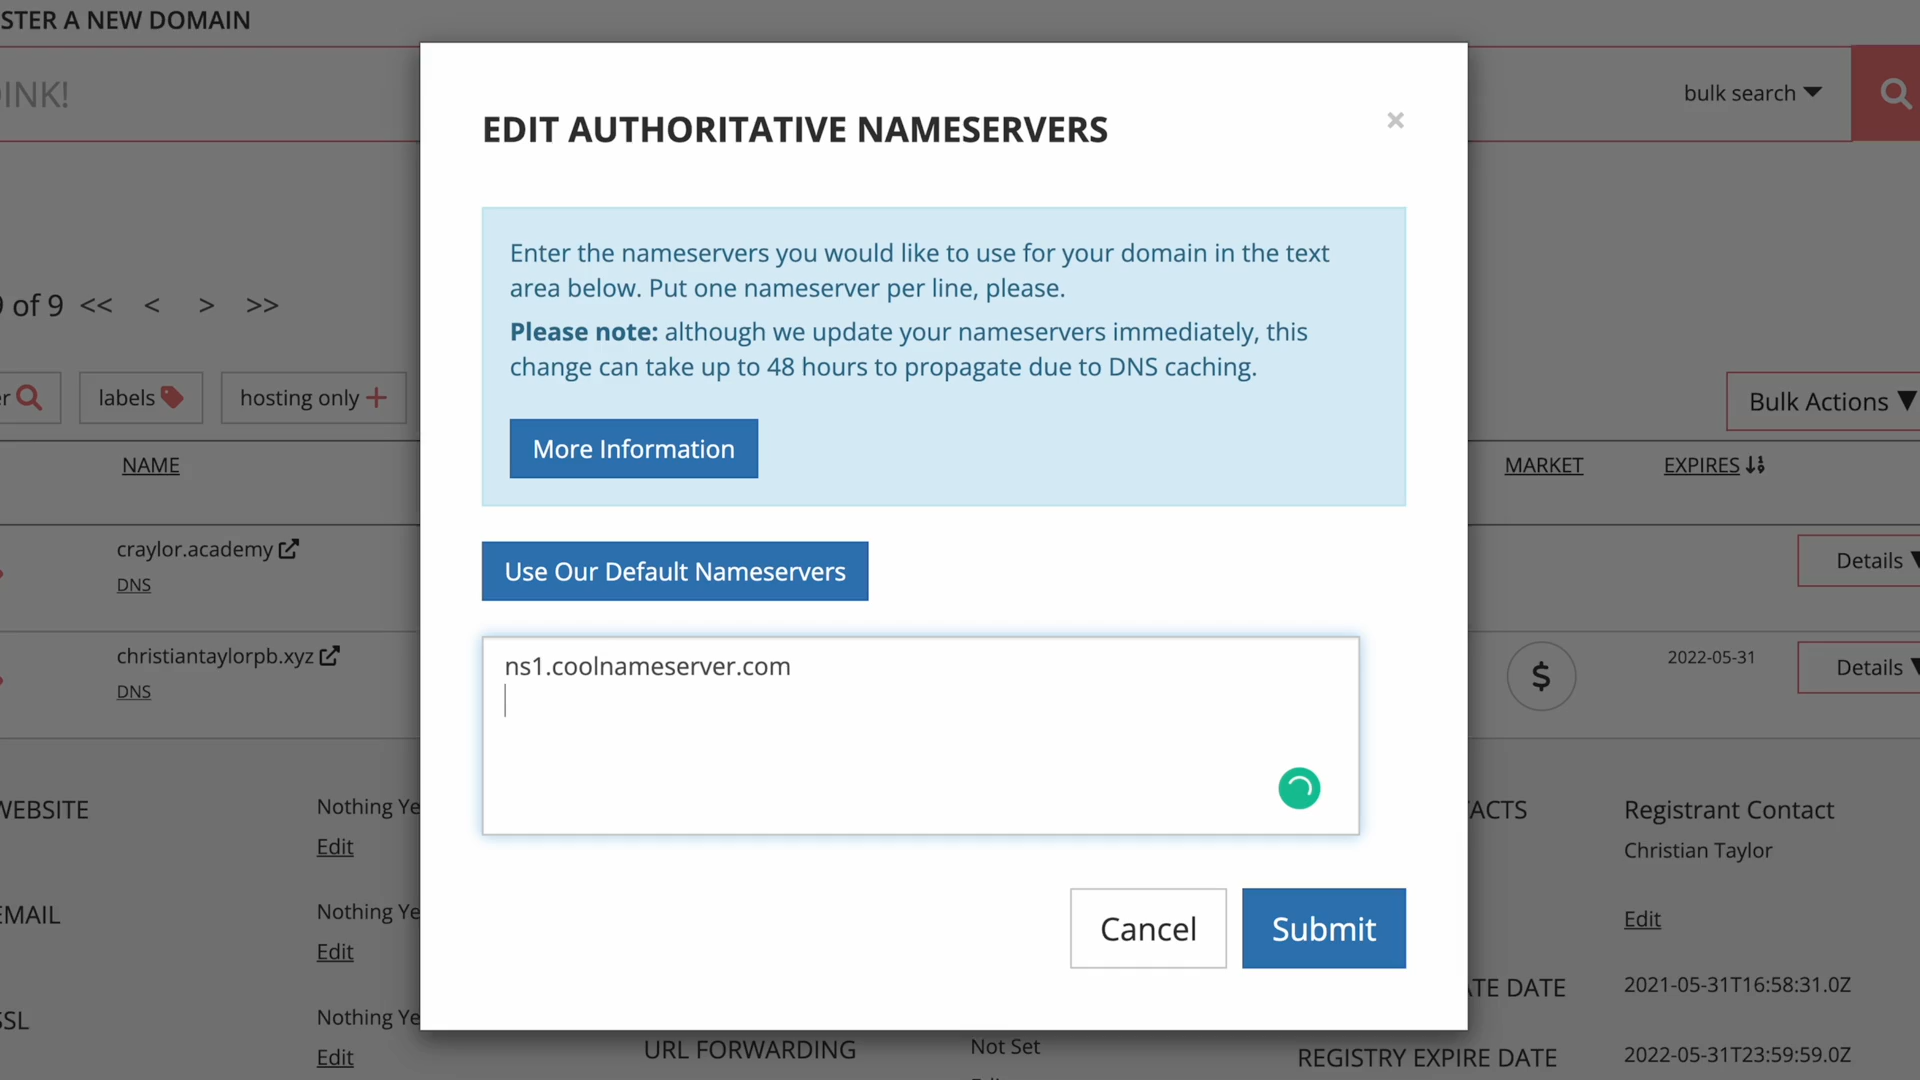 STER A NEW DOMAIN
OINK!
bulk search
9 of 9 << < > >>
labels
hosting only
Bulk Actions
NAME
MARKET
EXPIRES
craylor.academy
DNS
Details
christiantaylorpb.xyz
DNS
2022-05-31
Details
EDIT AUTHORITATIVE NAMESERVERS
×
Enter the nameservers you would like to use for your domain in the text
area below. Put one nameserver per line, please.
Please note: although we update your nameservers immediately, this
change can take up to 48 hours to propagate due to DNS caching.
More Information
Use Our Default Nameservers
ns1.coolnameserver.com
Cancel
Submit
WEBSITE
Nothing Ye
Edit
EMAIL
Nothing Ye
Edit
SSL
Nothing Ye
Edit
URL FORWARDING
Not Set
TACTS
Registrant Contact
Christian Taylor
Edit
TE DATE
2021-05-31T16:58:31.0Z
REGISTRY EXPIRE DATE
2022-05-31T23:59:59.0Z